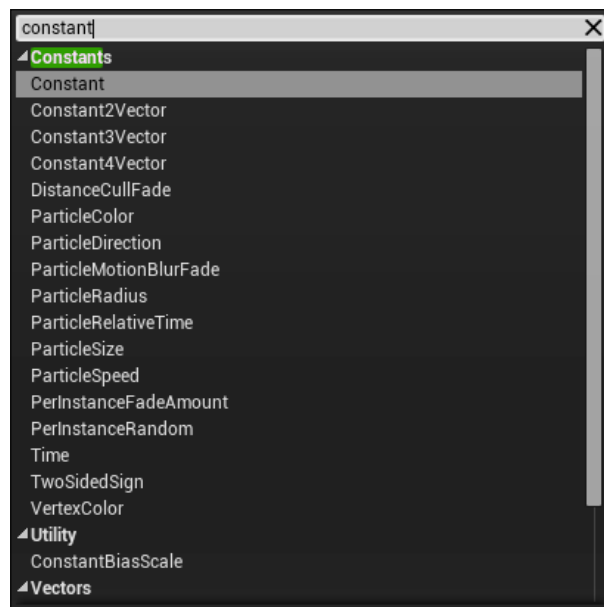 constant
Constants
Constant
Constant2Vector
Constant3Vector
Constant4Vector
DistanceCullFade
ParticleColor
ParticleDirection
ParticleMotionBlurFade
ParticleRadius
ParticleRelativeTime
ParticleSize
ParticleSpeed
PerInstanceFadeAmount
PerInstanceRandom
Time
TwoSidedSign
VertexColor
Utility
ConstantBiasScale
Vectors